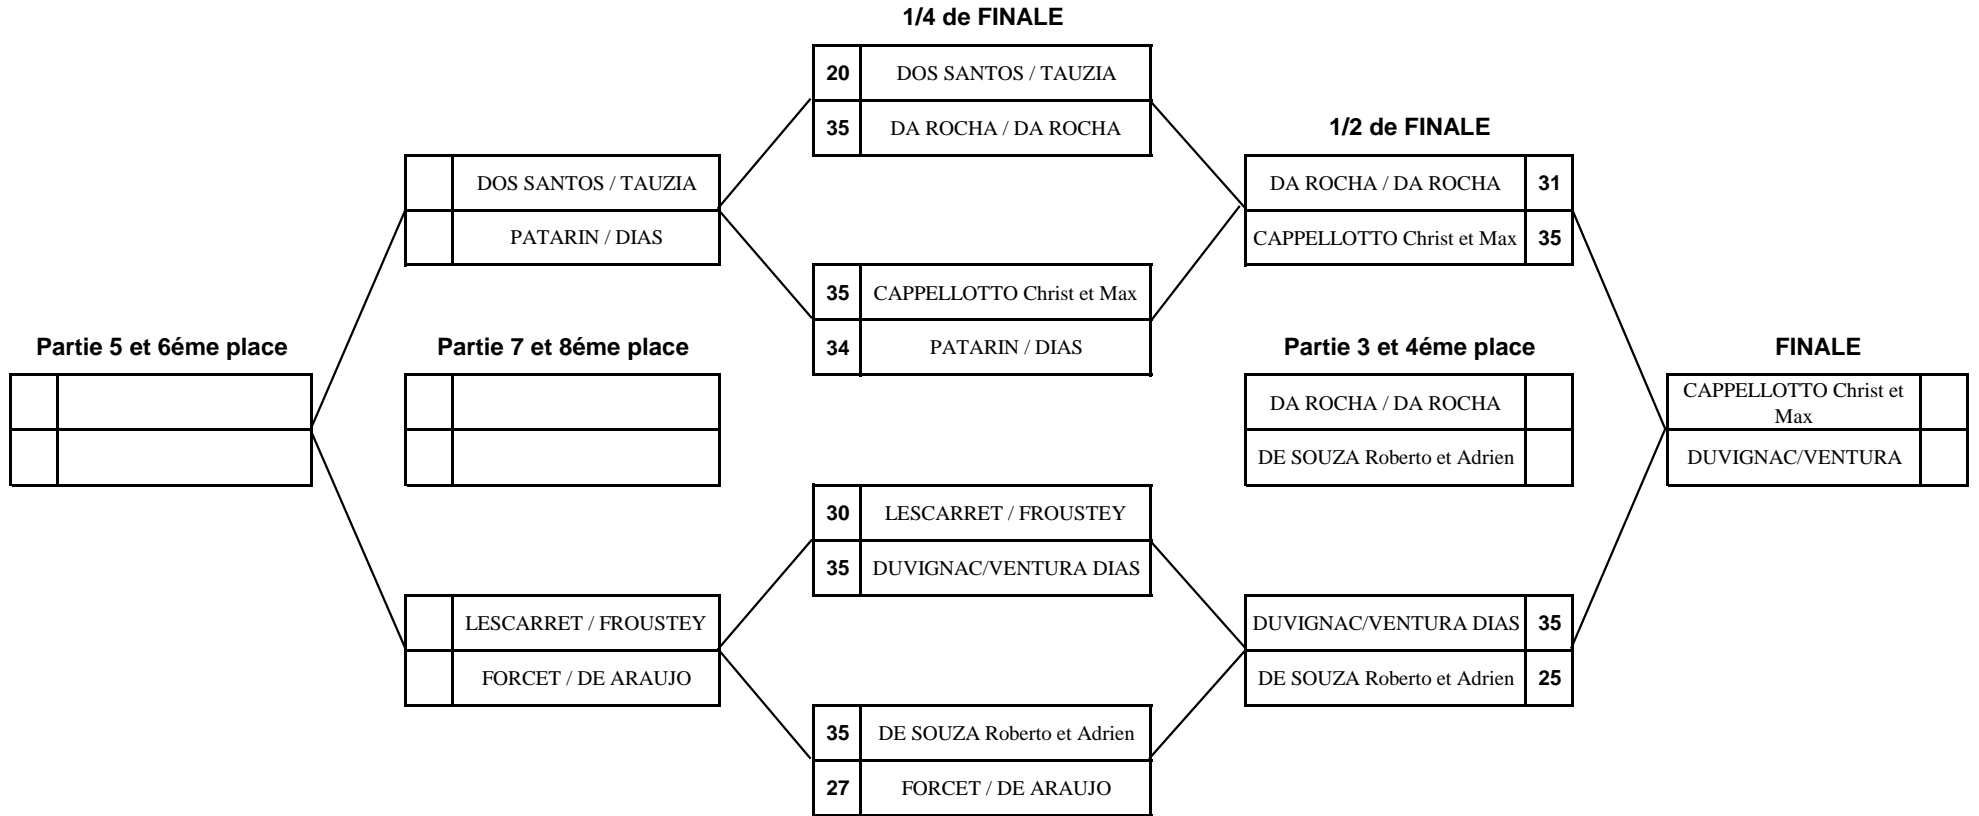 1/4 de FINALE
20 DOS SANTOS / TAUZIA
35 DA ROCHA / DA ROCHA
1/2 de FINALE
DOS SANTOS / TAUZIA
PATARIN / DIAS
DA ROCHA / DA ROCHA 31
CAPPELLOTTO Christ et Max 35
35 CAPPELLOTTO Christ et Max
34 PATARIN / DIAS
Partie 5 et 6éme place
Partie 7 et 8éme place
Partie 3 et 4éme place
FINALE
DA ROCHA / DA ROCHA
DE SOUZA Roberto et Adrien
CAPPELLOTTO Christ et
Max
DUVIGNAC/VENTURA
30 LESCARRET / FROUSTEY
35 DUVIGNAC/VENTURA DIAS
LESCARRET / FROUSTEY
FORCET / DE ARAUJO
DUVIGNAC/VENTURA DIAS 35
DE SOUZA Roberto et Adrien 25
35 DE SOUZA Roberto et Adrien
27 FORCET / DE ARAUJO